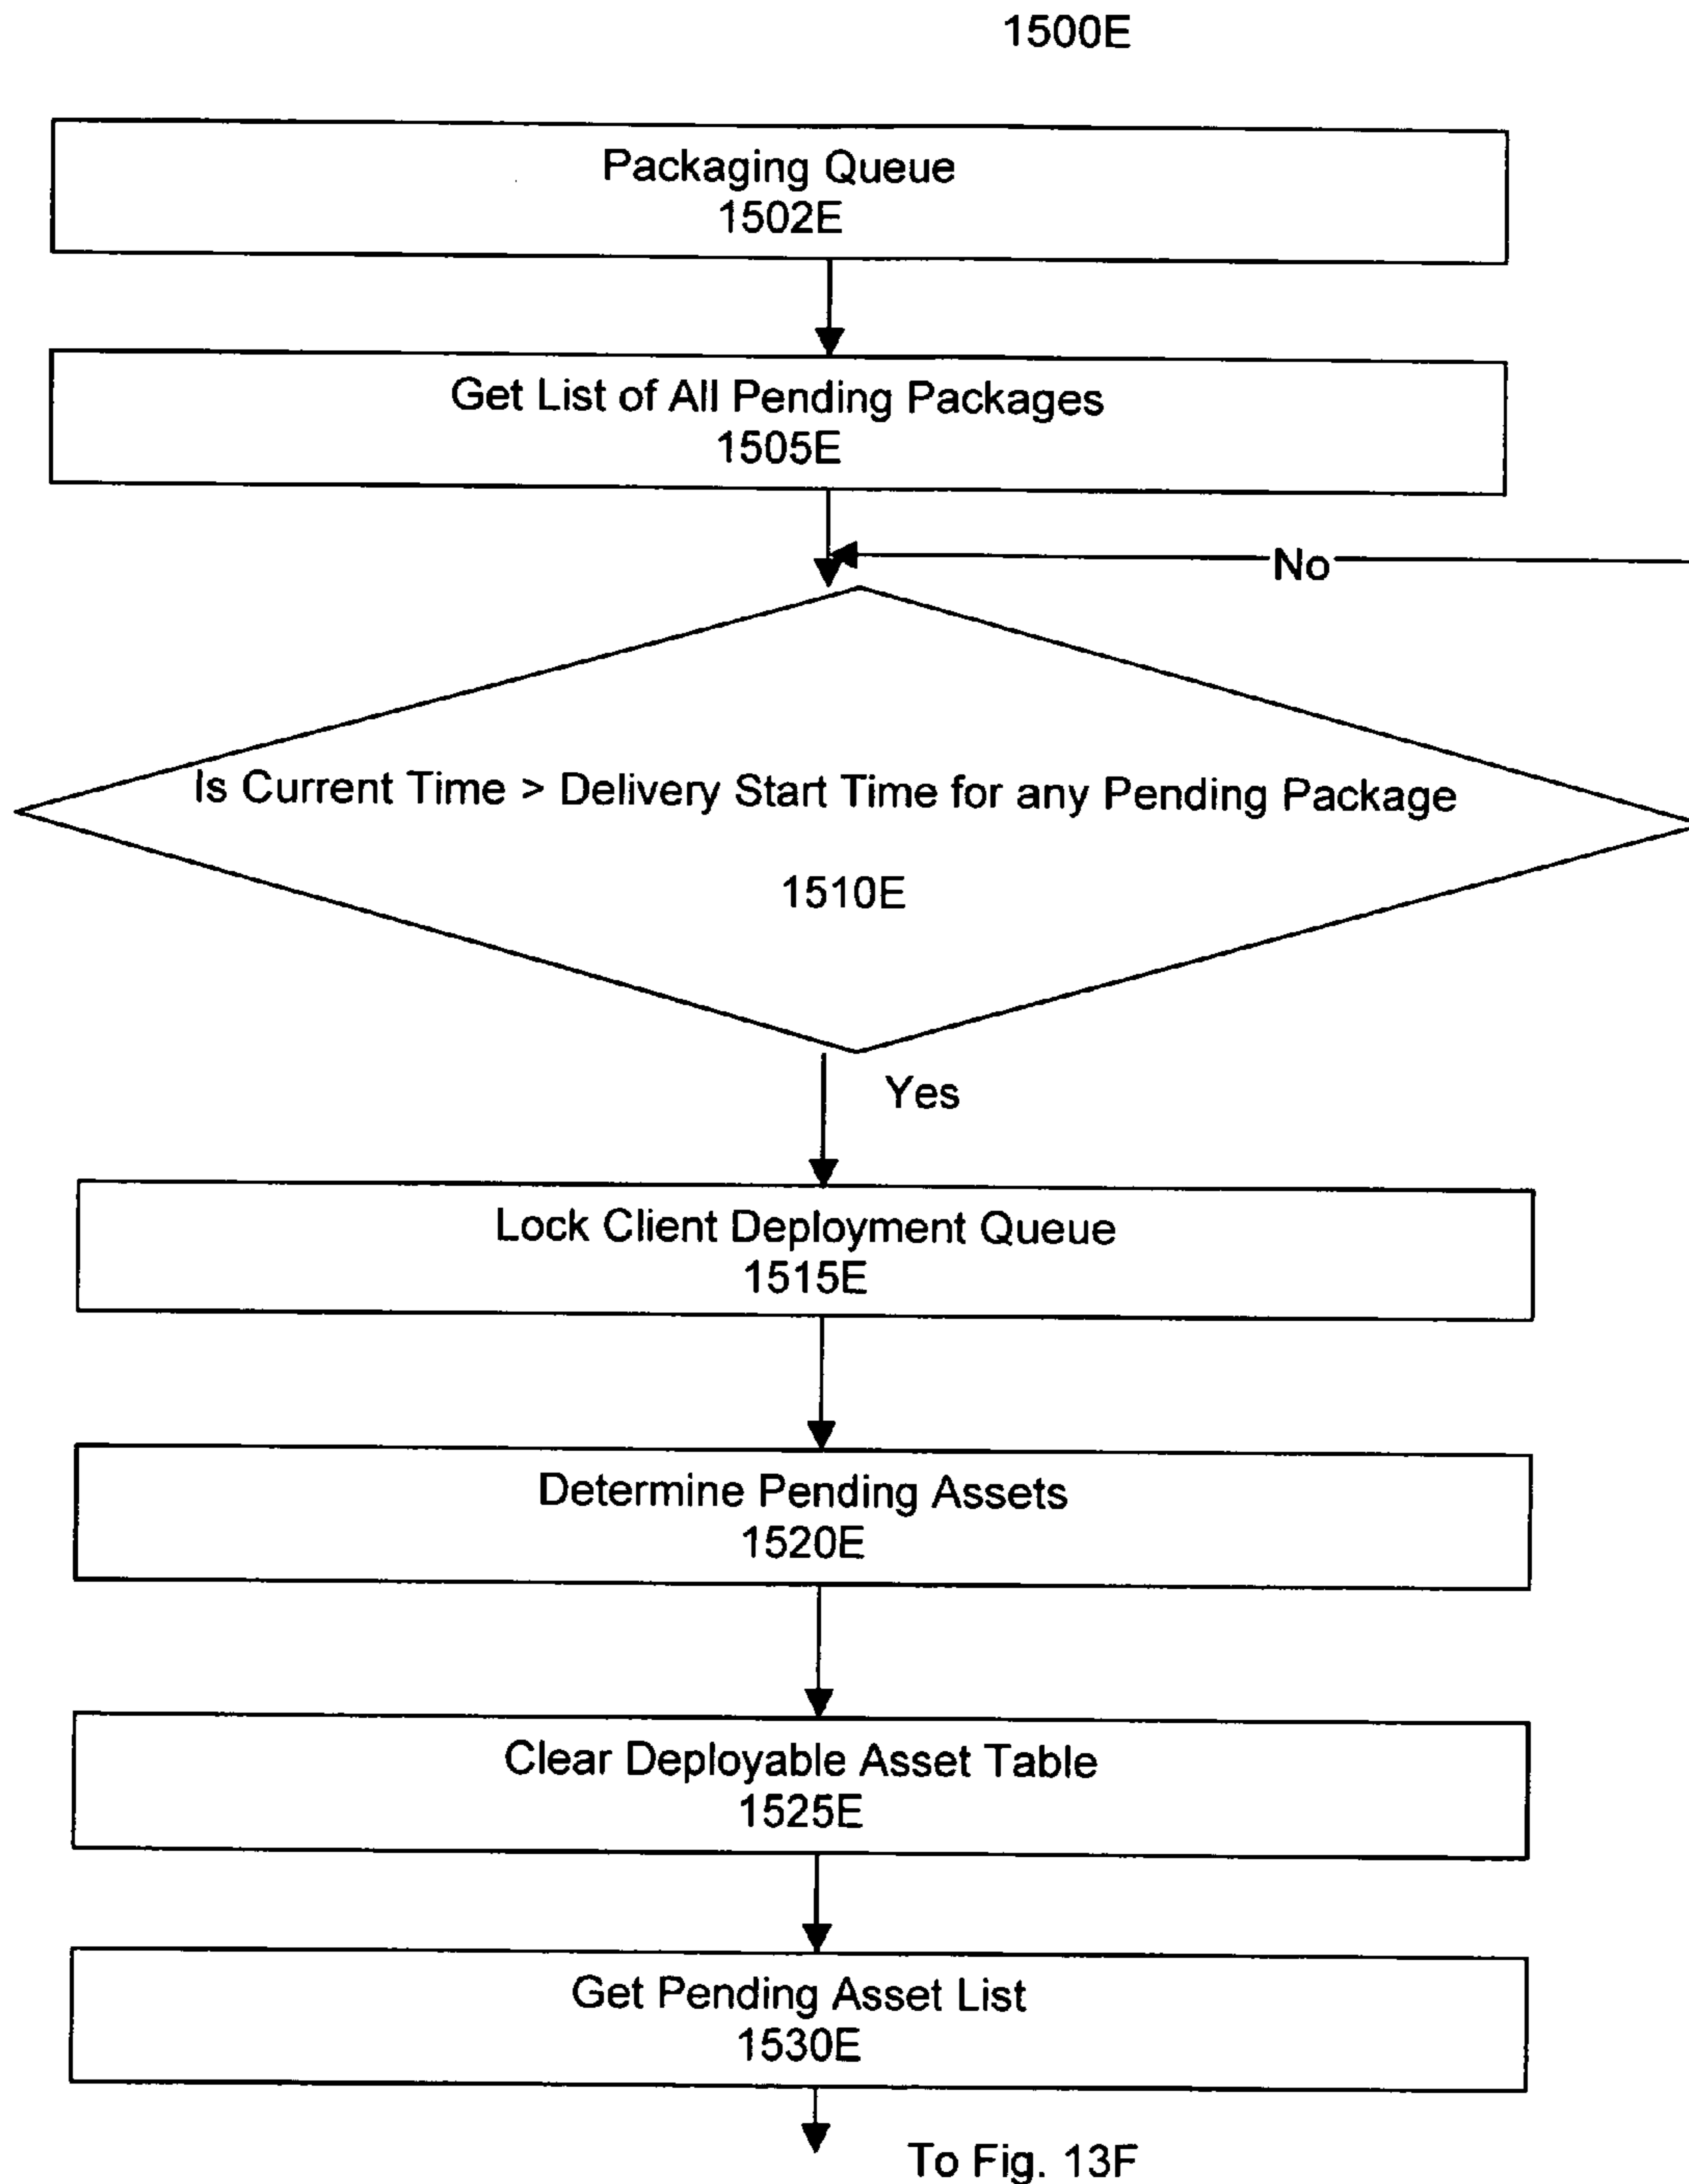 1500E
Packaging Queue
1502E
Get List of All Pending Packages
1505E
No
Is Current Time > Delivery Start Time for any Pending Package
1510E
Yes
Lock Client Deployment Queue
1515E
Determine Pending Assets
1520E
Clear Deployable Asset Table
1525E
Get Pending Asset List
1530E
To Fig. 13F